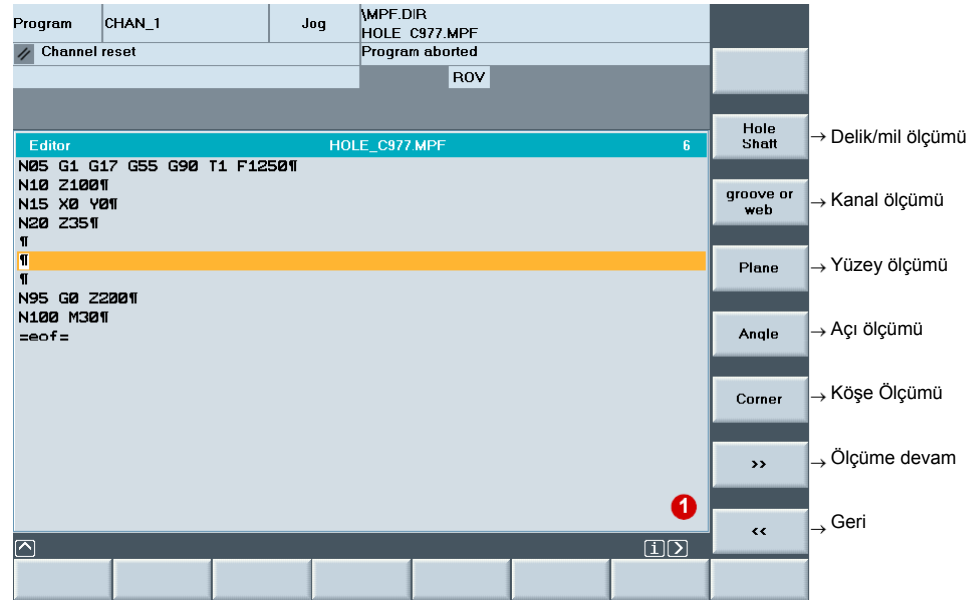 Program CHAN_1 Jog \MPF.DIR
HOLE_C977.MPF
Channel reset Program aborted
ROV
Editor HOLE_C977.MPF 6
N05 G1 G17 G55 G90 T1 F1250¶
N10 Z100¶
N15 X0 Y0¶
N20 Z35¶
¶
¶
¶
N95 G0 Z200¶
N100 M30¶
=eof=
1
i
Hole
Shaft
→ Delik/mil ölçümü
groove or
web
→ Kanal ölçümü
Plane
→ Yüzey ölçümü
Angle
→ Açı ölçümü
Corner
→ Köşe Ölçümü
>>
→ Ölçüme devam
<<
→ Geri